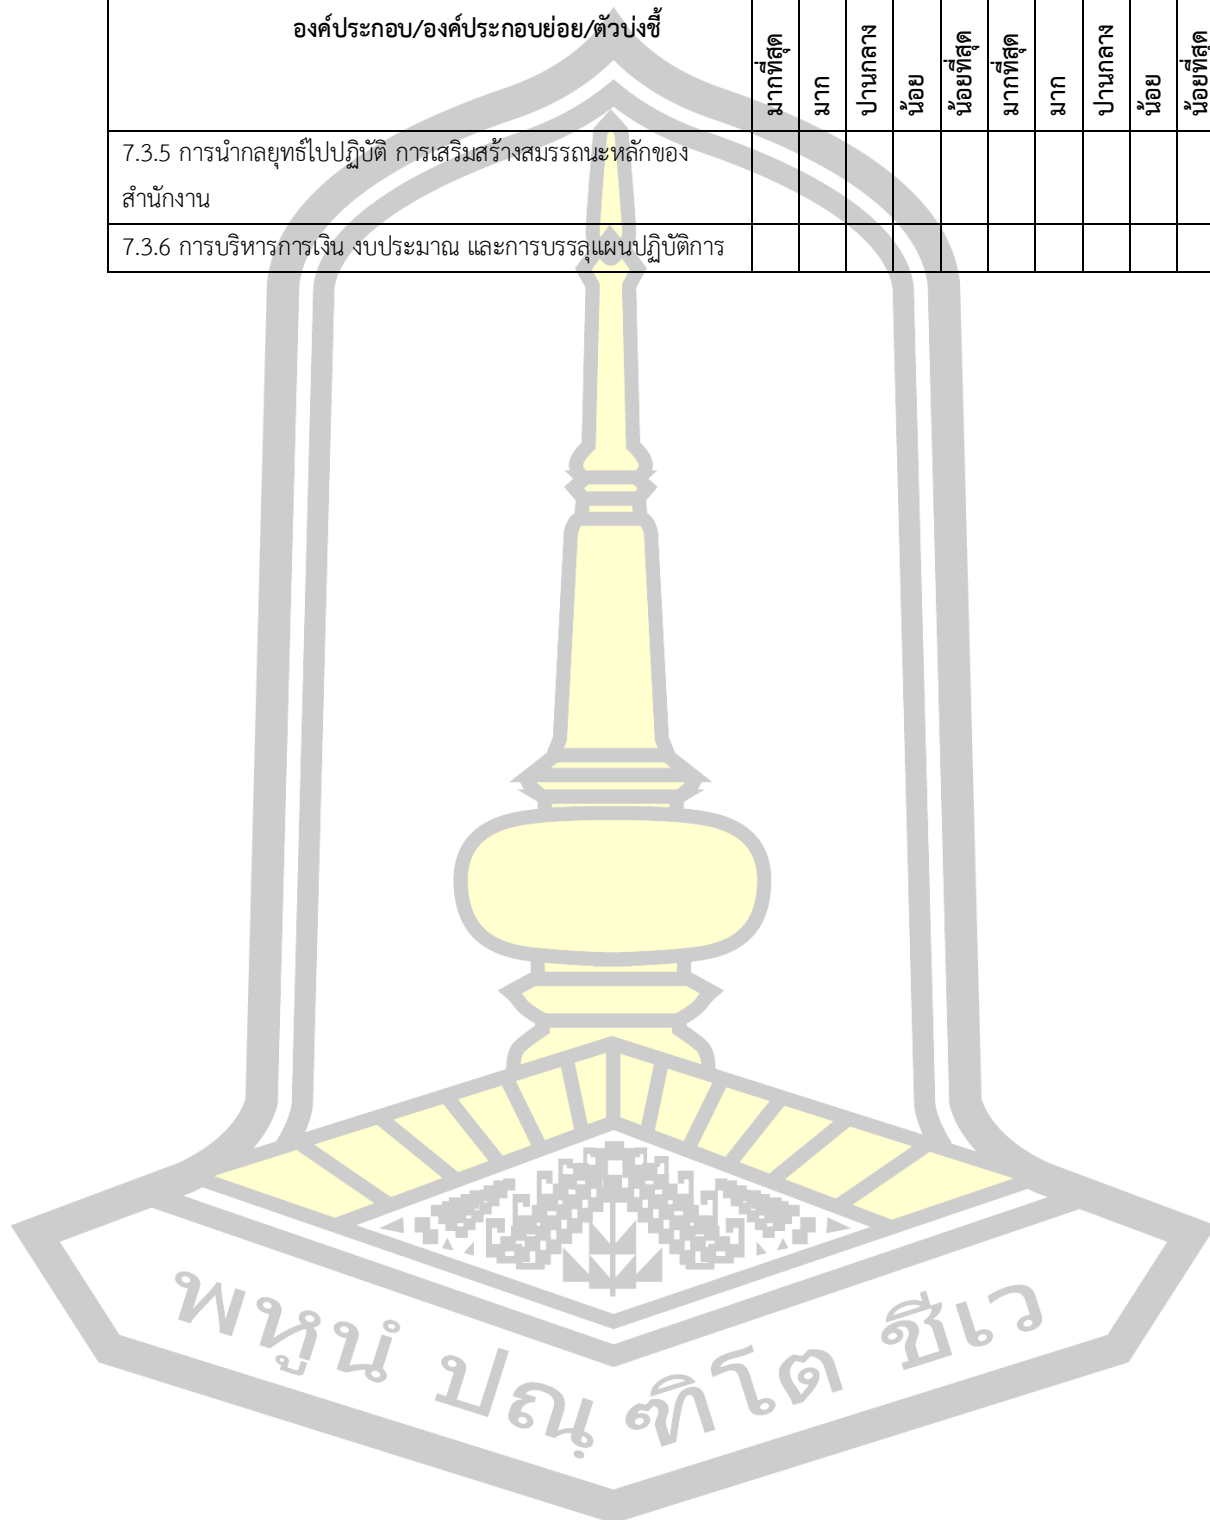 องค์ประกอบ/องค์ประกอบย่อย/ตัวบ่งชี้
มากที่สุด
มาก
ปานกลาง
น้อย
น้อยที่สุด
มากที่สุด
มาก
ปานกลาง
น้อย
น้อยที่สุด
7.3.5 การนำกลยุทธ์ไปปฏิบัติ การเสริมสร้างสมรรถนะหลักของ
สำนักงาน
7.3.6 การบริหารการเงิน งบประมาณ และการบรรลุแผนปฏิบัติการ
พหูนํ ปณฺฑิโต ชีเว